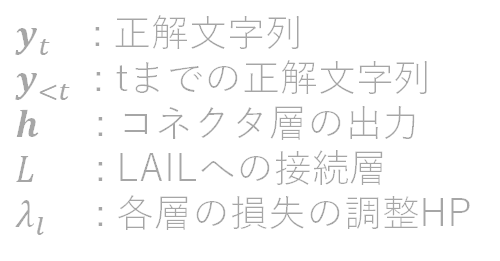 y_t : 正解文字列
y_{<t} : tまでの正解文字列
h : コネクタ層の出力
L : LAILへの接続層
λ_l : 各層の損失の調整HP